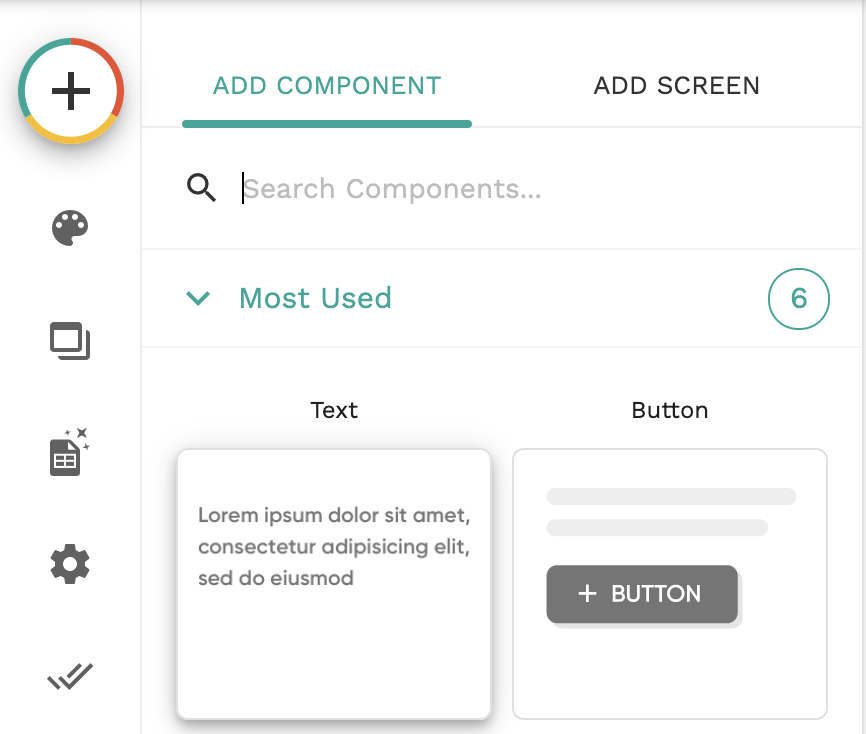 ADD COMPONENT
ADD SCREEN
Search Components...
Most Used
6
Text
Button
Lorem ipsum dolor sit amet,
consectetur adipisicing elit,
sed do eiusmod
+ BUTTON